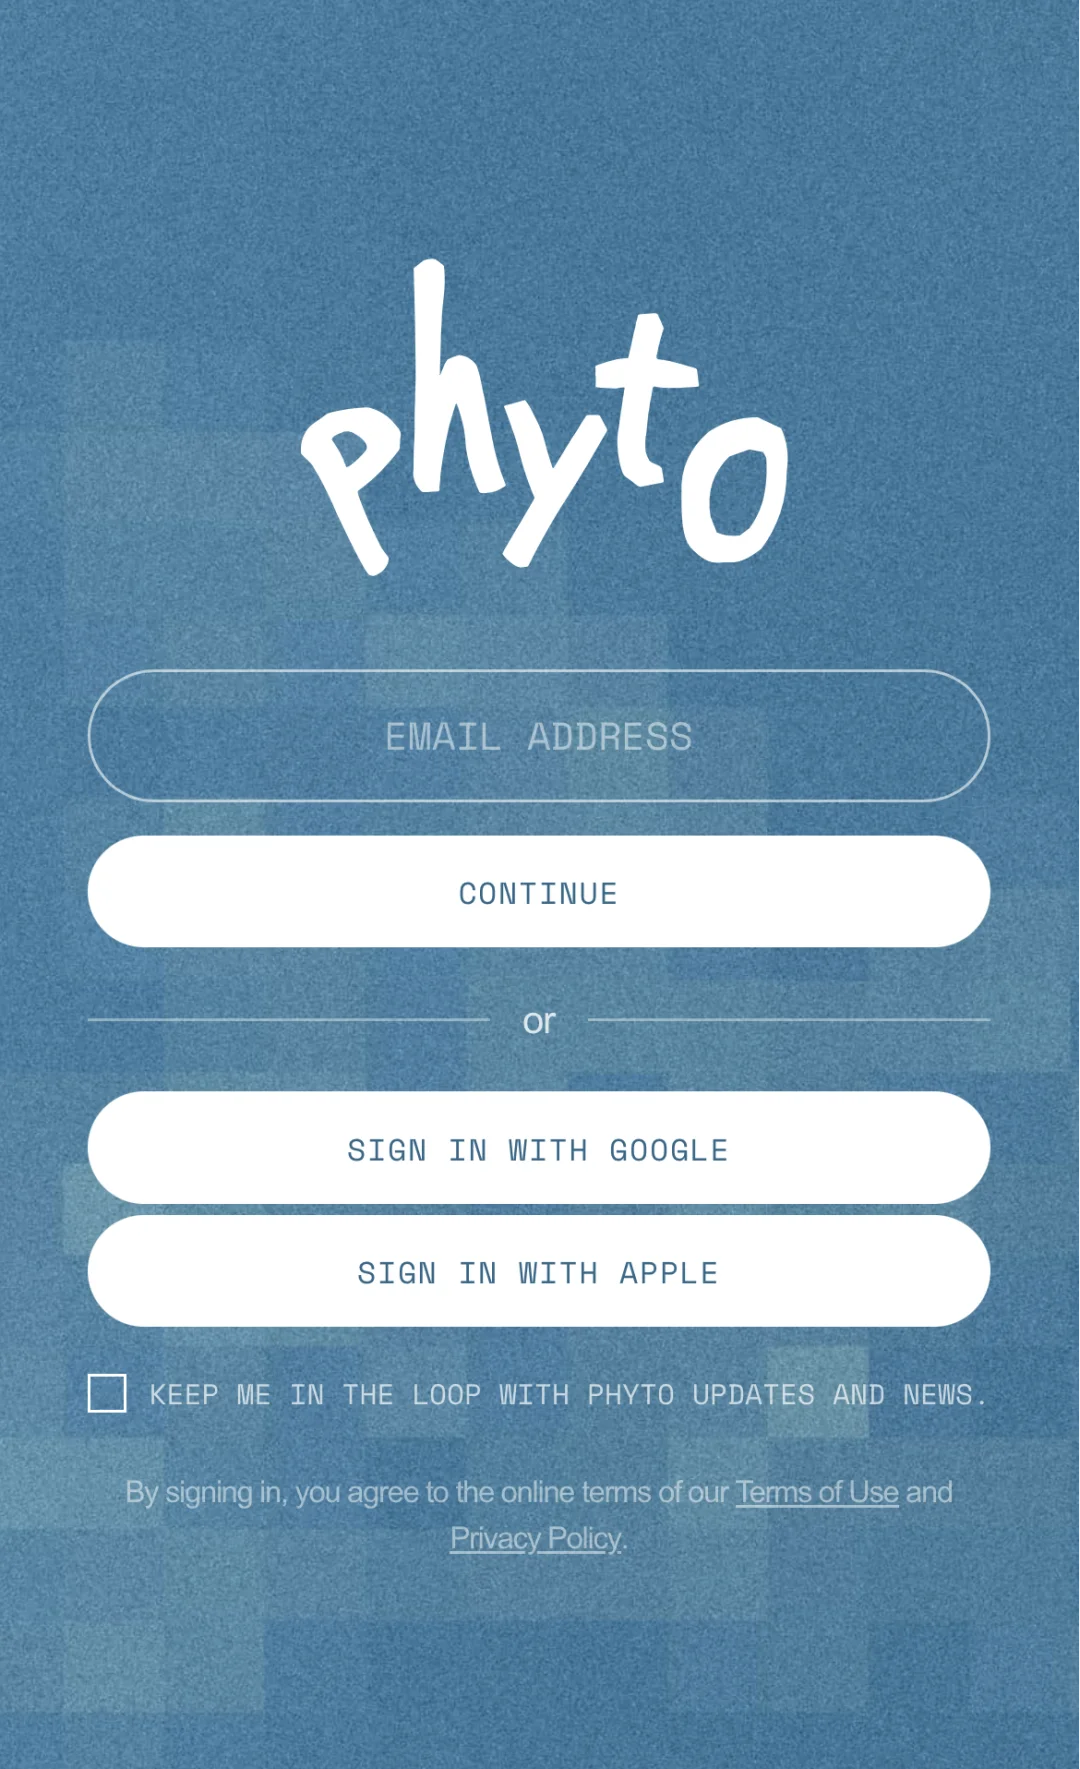 phyto
EMAIL ADDRESS
CONTINUE
or
SIGN IN WITH GOOGLE
SIGN IN WITH APPLE
KEEP ME IN THE LOOP WITH PHYTO UPDATES AND NEWS.
By signing in, you agree to the online terms of our Terms of Use and
Privacy Policy.